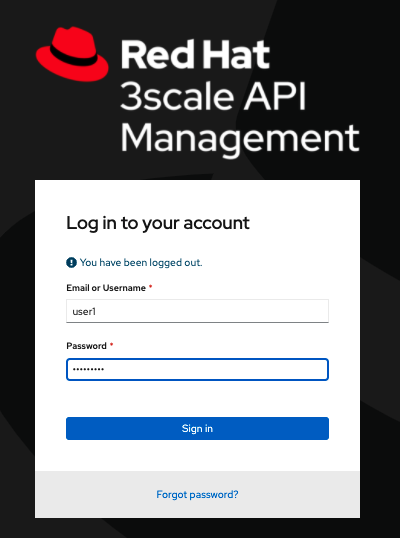 Red Hat
3scale API
Management
Log in to your account
You have been logged out.
Email or Username *
user1
Password *
•••••••••
Sign in
Forgot password?